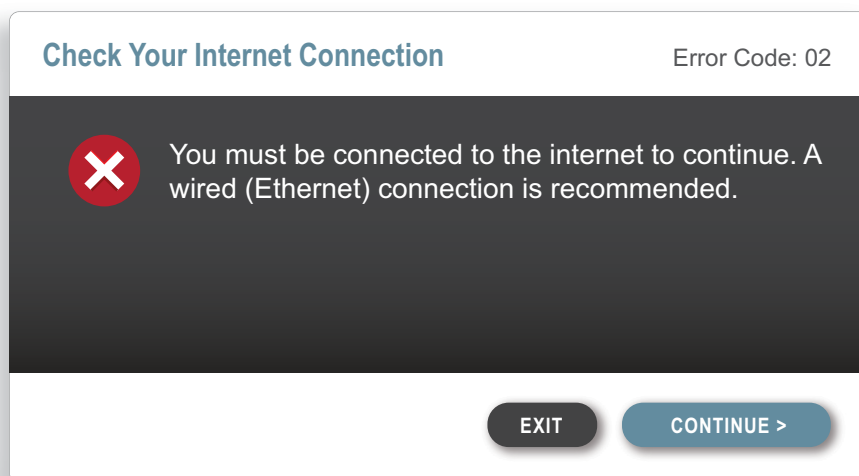 Check Your Internet Connection
Error Code: 02
You must be connected to the internet to continue. A
wired (Ethernet) connection is recommended.
EXIT
CONTINUE >